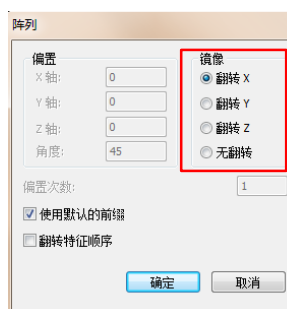 阵列
偏置
X 轴: 0
Y 轴: 0
Z 轴: 0
角度: 45
镜像
翻转 X
翻转 Y
翻转 Z
无翻转
偏置次数: 1
使用默认的前缀
翻转特征顺序
确定 取消